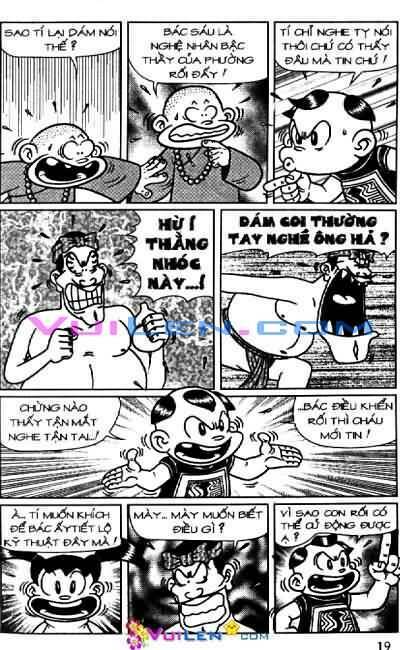 SAO TÍ LẠI DÁM NÓI
THẾ ?
BÁC SÁU LÀ
NGHỆ NHÂN BẬC
THẦY CỦA PHƯỜNG
RỐI ĐẤY !
TÍ CHỈ NGHE TỴ NÓI
THÔI CHỨ CÓ THẤY
ĐÂU MÀ TIN CHỨ !
HỪ !
THẰNG
NHÓC
NÀY...!
DÁM COI THƯỜNG
TAY NGHỀ ÔNG HẢ ?
VUILEN.COM
CHỪNG NÀO
THẤY TẬN MẮT
NGHE TẬN TAI...!
...BÁC ĐIỀU KHIỂN
RỐI THÌ CHÁU
MỚI TIN !
À... TÍ MUỐN KHÍCH
ĐỂ BÁC ẤY TIẾT LỘ
KỸ THUẬT ĐÂY MÀ !
MÀY... MÀY MUỐN BIẾT
ĐIỀU GÌ ?
VÌ SAO CON RỐI CÓ
THỂ CỬ ĐỘNG ĐƯỢC
Ạ ?
VUILEN.COM
19